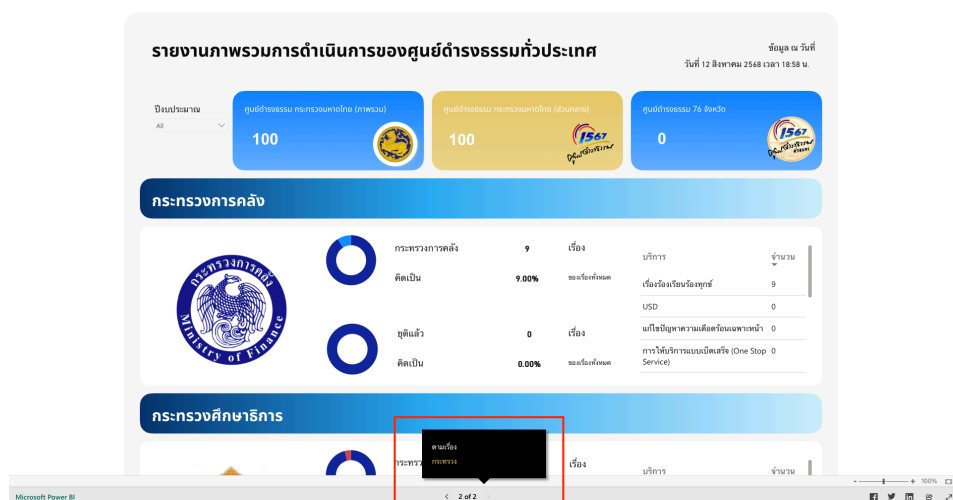 รายงานภาพรวมการดำเนินการของศูนย์ดำรงธรรมทั่วประเทศ
ข้อมูล ณ วันที่
วันที่ 12 สิงหาคม 2568 เวลา 18:58 น.
ปีงบประมาณ
All
ศูนย์ดำรงธรรม กระทรวงมหาดไทย (ภาพรวม)
100
ศูนย์ดำรงธรรม กระทรวงมหาดไทย (ส่วนกลาง)
100
1567
ศูนย์ดำรงธรรม 76 จังหวัด
0
1567
กระทรวงการคลัง
กระทรวงการคลัง
Ministry of Finance
กระทรวงการคลัง 9 เรื่อง
คิดเป็น 9.00% ของเรื่องทั้งหมด
ยุติแล้ว 0 เรื่อง
คิดเป็น 0.00% ของเรื่องทั้งหมด
บริการ จำนวน
เรื่องร้องเรียนร้องทุกข์ 9
USD 0
แก้ไขปัญหาความเดือดร้อนเฉพาะหน้า 0
การให้บริการแบบเบ็ดเสร็จ (One Stop 0
Service)
กระทรวงศึกษาธิการ
เรื่อง
บริการ จำนวน
ตามเรื่อง
กระทรวง
100%
Microsoft Power BI
2 of 2